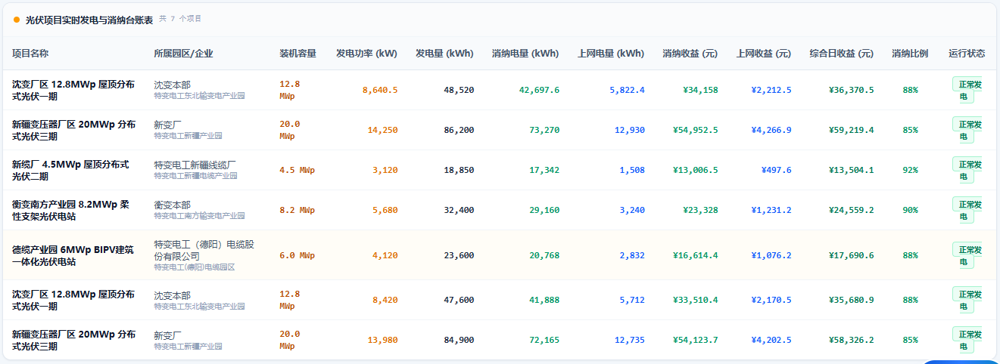 光伏项目实时发电与消纳台账表 共 7 个项目
项目名称 所属园区/企业 装机容量 发电功率 (kW) 发电量 (kWh) 消纳电量 (kWh) 上网电量 (kWh) 消纳收益 (元) 上网收益 (元) 综合日收益 (元) 消纳比例 运行状态
沈变厂区 12.8MWp 屋顶分布 沈变本部 12.8 正常发
式光伏一期 特变电工东北输变电产业园 MWp 8,640.5 48,520 42,697.6 5,822.4 ¥34,158 ¥2,212.5 ¥36,370.5 88% 电
新疆变压器厂区 20MWp 分布 新变厂 20.0 正常发
式光伏三期 特变电工新疆产业园 MWp 14,250 86,200 73,270 12,930 ¥54,952.5 ¥4,266.9 ¥59,219.4 85% 电
新缆厂 4.5MWp 屋顶分布式 特变电工新疆线缆厂 正常发
光伏二期 特变电工新疆电缆产业园 4.5 MWp 3,120 18,850 17,342 1,508 ¥13,006.5 ¥497.6 ¥13,504.1 92% 电
衡变南方产业园 8.2MWp 柔 衡变本部 正常发
性支架光伏电站 特变电工南方输变电产业园 8.2 MWp 5,680 32,400 29,160 3,240 ¥23,328 ¥1,231.2 ¥24,559.2 90% 电
德缆产业园 6MWp BIPV建筑 特变电工（德阳）电缆股 正常发
一体化光伏电站 份有限公司 6.0 MWp 4,120 23,600 20,768 2,832 ¥16,614.4 ¥1,076.2 ¥17,690.6 88% 电
特变电工(德阳)电缆园区
沈变厂区 12.8MWp 屋顶分布 沈变本部 12.8 正常发
式光伏一期 特变电工东北输变电产业园 MWp 8,420 47,600 41,888 5,712 ¥33,510.4 ¥2,170.5 ¥35,680.9 88% 电
新疆变压器厂区 20MWp 分布 新变厂 20.0 正常发
式光伏三期 特变电工新疆产业园 MWp 13,980 84,900 72,165 12,735 ¥54,123.7 ¥4,202.5 ¥58,326.2 85% 电